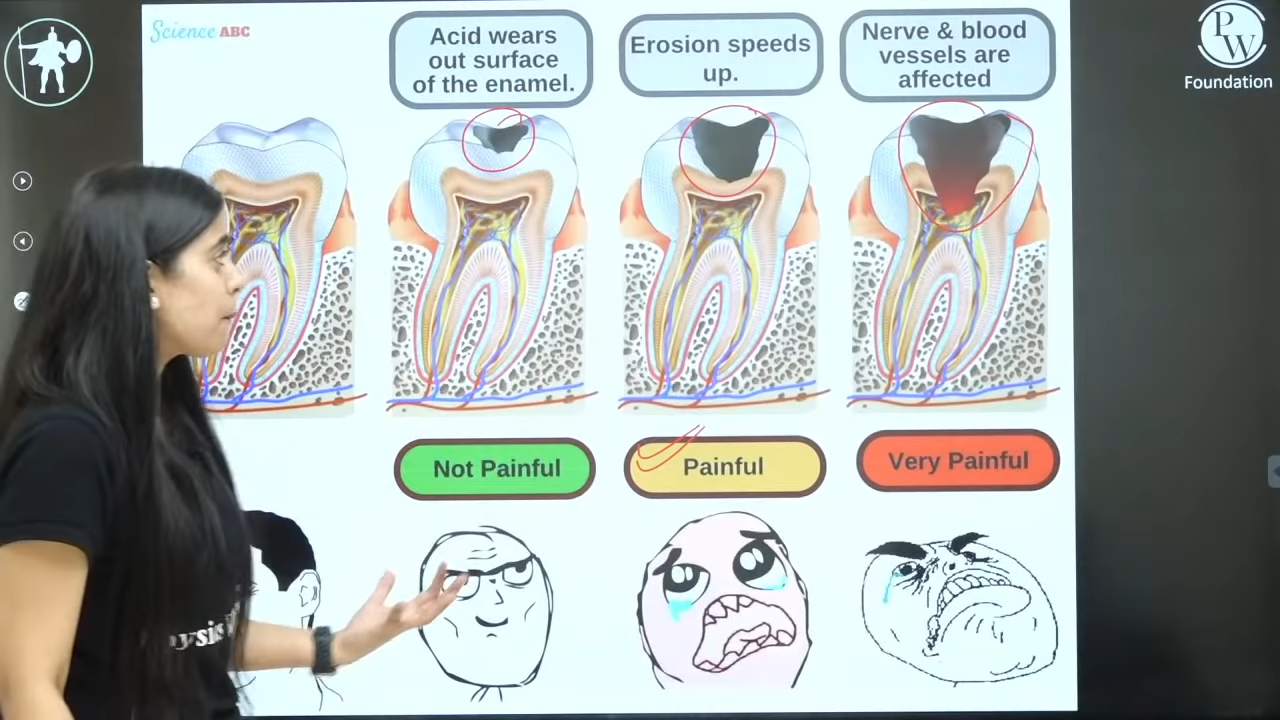 Science ABC
Acid wears
out surface
of the enamel.
Erosion speeds
up.
Nerve & blood
vessels are
affected
PW
Foundation
Not Painful
Painful
Very Painful